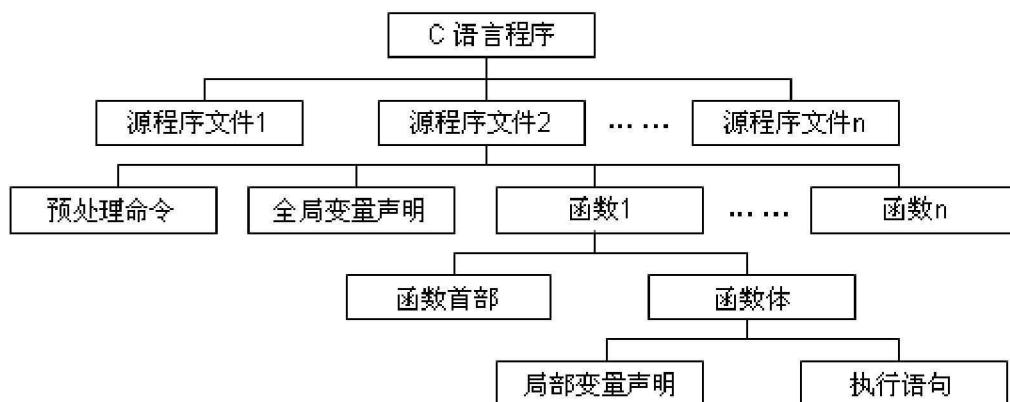 C 语言程序
源程序文件1 源程序文件2 …… 源程序文件n
预处理命令 全局变量声明 函数1 …… 函数n
函数首部 函数体
局部变量声明 执行语句